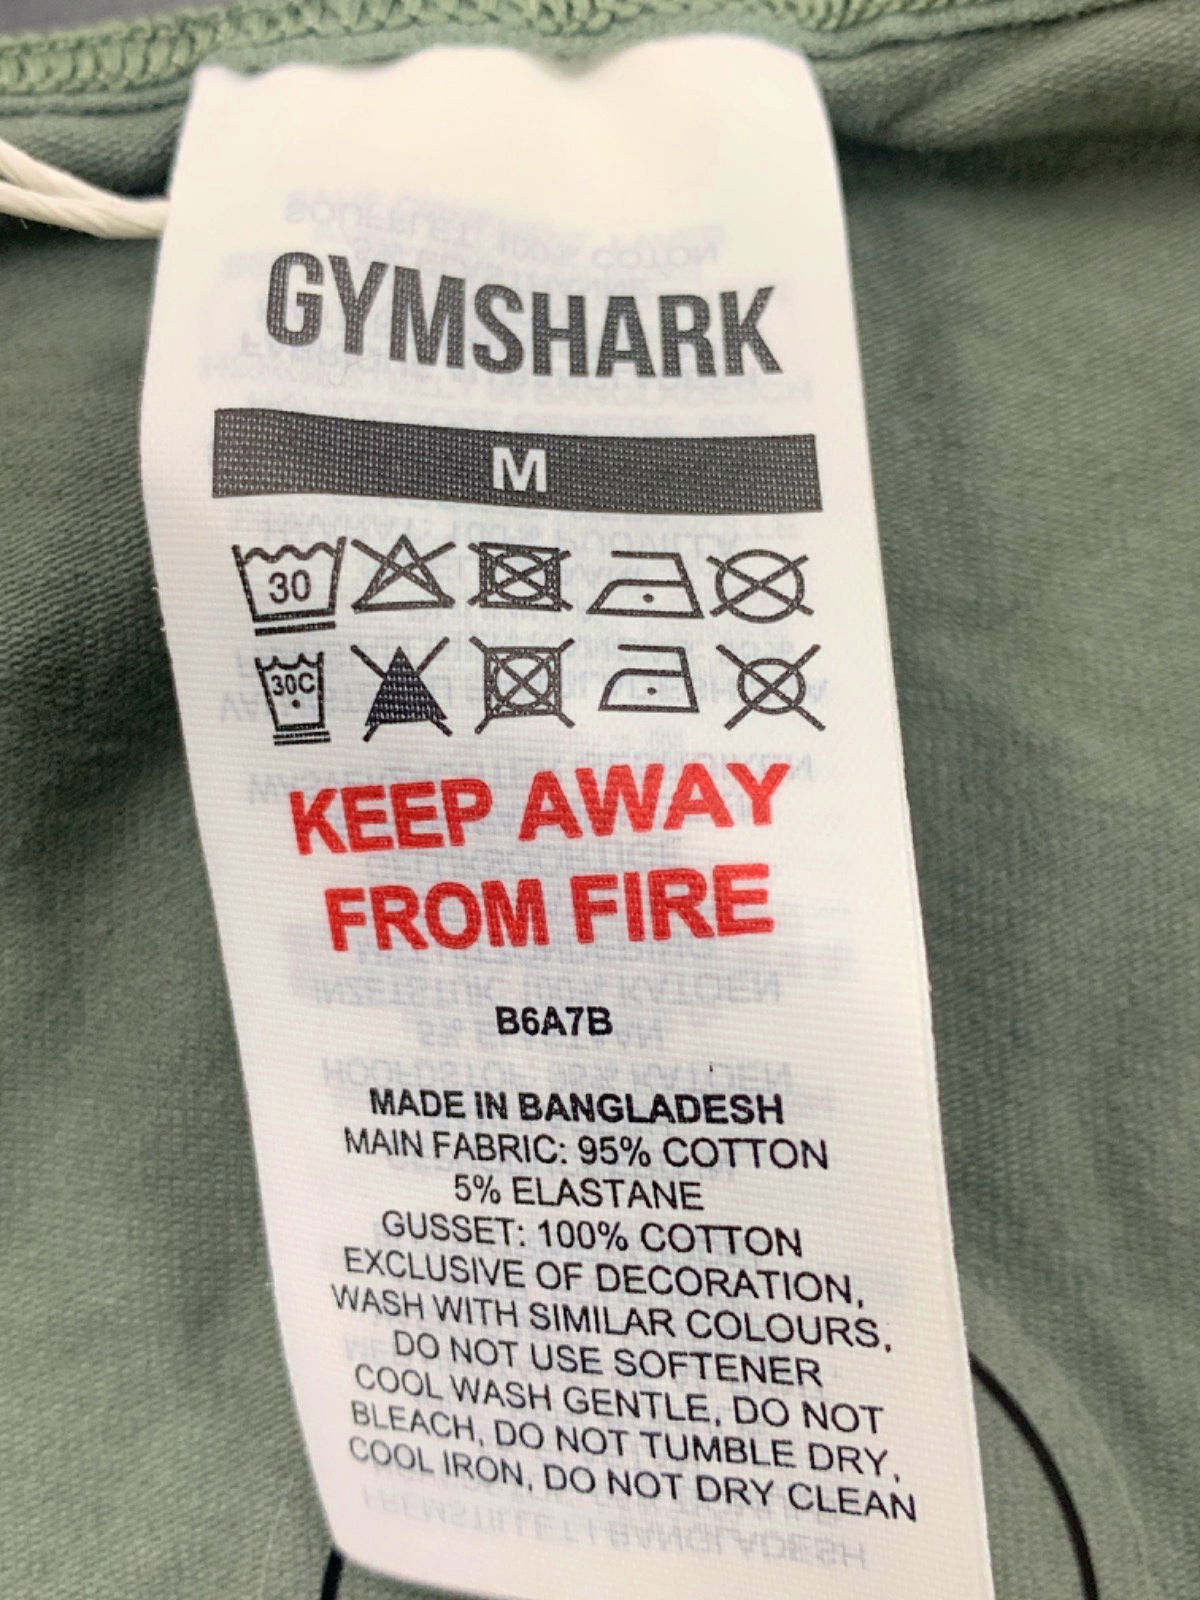 GYMSHARK
M
30
30C
KEEP AWAY
FROM FIRE
B6A7B
MADE IN BANGLADESH
MAIN FABRIC: 95% COTTON
5% ELASTANE
GUSSET: 100% COTTON
EXCLUSIVE OF DECORATION,
WASH WITH SIMILAR COLOURS,
DO NOT USE SOFTENER
COOL WASH GENTLE, DO NOT
BLEACH, DO NOT TUMBLE DRY,
COOL IRON, DO NOT DRY CLEAN